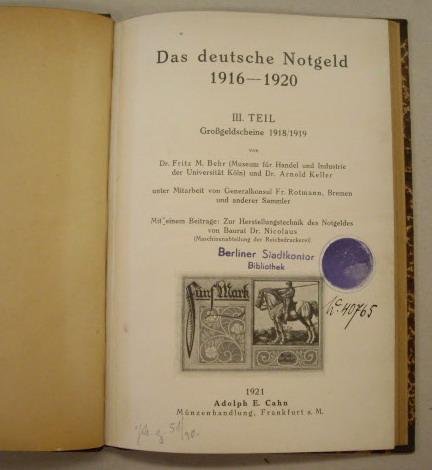 Das deutsche Notgeld
1916—1920
III. TEIL
Großgeldscheine 1918/1919
von
Dr. Fritz M. Behr (Museum für Handel und Industrie
der Universität Köln) und Dr. Arnold Keller
unter Mitarbeit von Generalkonsul Fr. Rotmann, Bremen
und anderer Sammler
Mit einem Beitrage: Zur Herstellungstechnik des Notgeldes
von Baurat Dr. Nicolaus
(Maschinenabteilung der Reichsdruckerei)
Berliner Stadtkontor
Bibliothek
40765
Fünf Mark
1921
Adolph E. Cahn
Münzenhandlung, Frankfurt a. M.